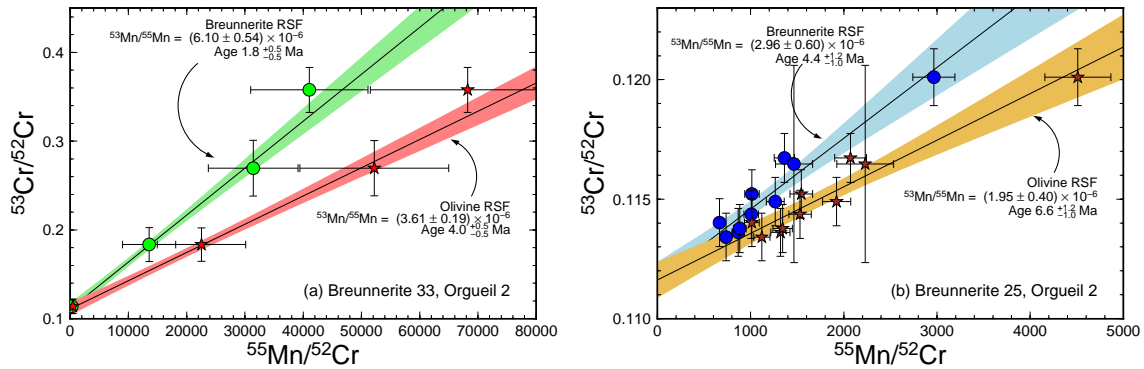 Breunnerite RSF
⁵³Mn/⁵⁵Mn = (6.10 ± 0.54) × 10⁻⁶
Age 1.8 +0.5 −0.5 Ma
0.4
0.3
0.2
0.1
⁵³Cr/⁵²Cr
Olivine RSF
⁵³Mn/⁵⁵Mn = (3.61 ± 0.19) × 10⁻⁶
Age 4.0 +0.5 −0.5 Ma
(a) Breunnerite 33, Orgueil 2
0 10000 20000 30000 40000 50000 60000 70000 80000
⁵⁵Mn/⁵²Cr
Breunnerite RSF
⁵³Mn/⁵⁵Mn = (2.96 ± 0.60) × 10⁻⁶
Age 4.4 +1.2 −1.0 Ma
0.120
0.115
0.110
⁵³Cr/⁵²Cr
Olivine RSF
⁵³Mn/⁵⁵Mn = (1.95 ± 0.40) × 10⁻⁶
Age 6.6 +1.2 −1.0 Ma
(b) Breunnerite 25, Orgueil 2
0 1000 2000 3000 4000 5000
⁵⁵Mn/⁵²Cr